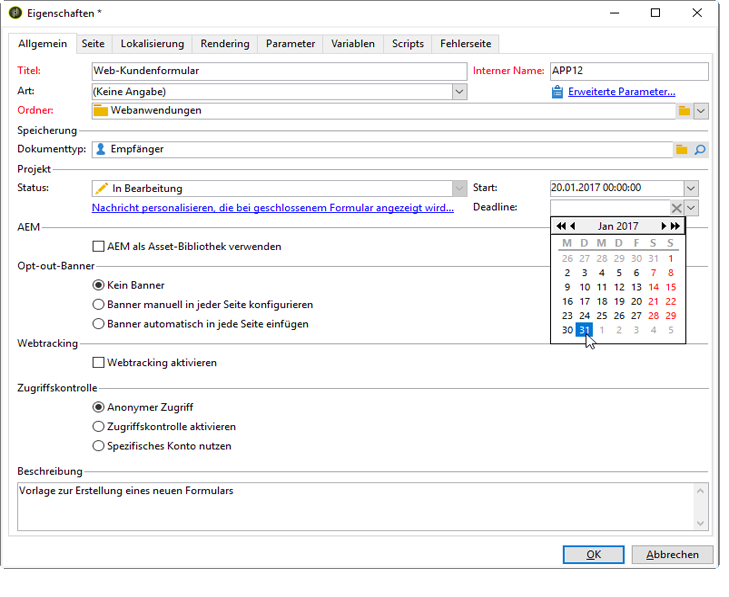 Eigenschaften *
Allgemein Seite Lokalisierung Rendering Parameter Variablen Scripts Fehlerseite
Titel: Web-Kundenformular Interner Name: APP12
Art: (Keine Angabe) Erweiterte Parameter...
Ordner: Webanwendungen
Speicherung
Dokumenttyp: Empfänger
Projekt
Status: In Bearbeitung Start: 20.01.2017 00:00:00
Nachricht personalisieren, die bei geschlossenem Formular angezeigt wird... Deadline:
AEM Jan 2017
AEM als Asset-Bibliothek verwenden M D M D F S S
26 27 28 29 30 31 1
Opt-out-Banner 2 3 4 5 6 7 8
Kein Banner 9 10 11 12 13 14 15
Banner manuell in jeder Seite konfigurieren 16 17 18 19 20 21 22
Banner automatisch in jede Seite einfügen 23 24 25 26 27 28 29
30 31 1 2 3 4 5
Webtracking
Webtracking aktivieren
Zugriffskontrolle
Anonymer Zugriff
Zugriffskontrolle aktivieren
Spezifisches Konto nutzen
Beschreibung
Vorlage zur Erstellung eines neuen Formulars
OK Abbrechen